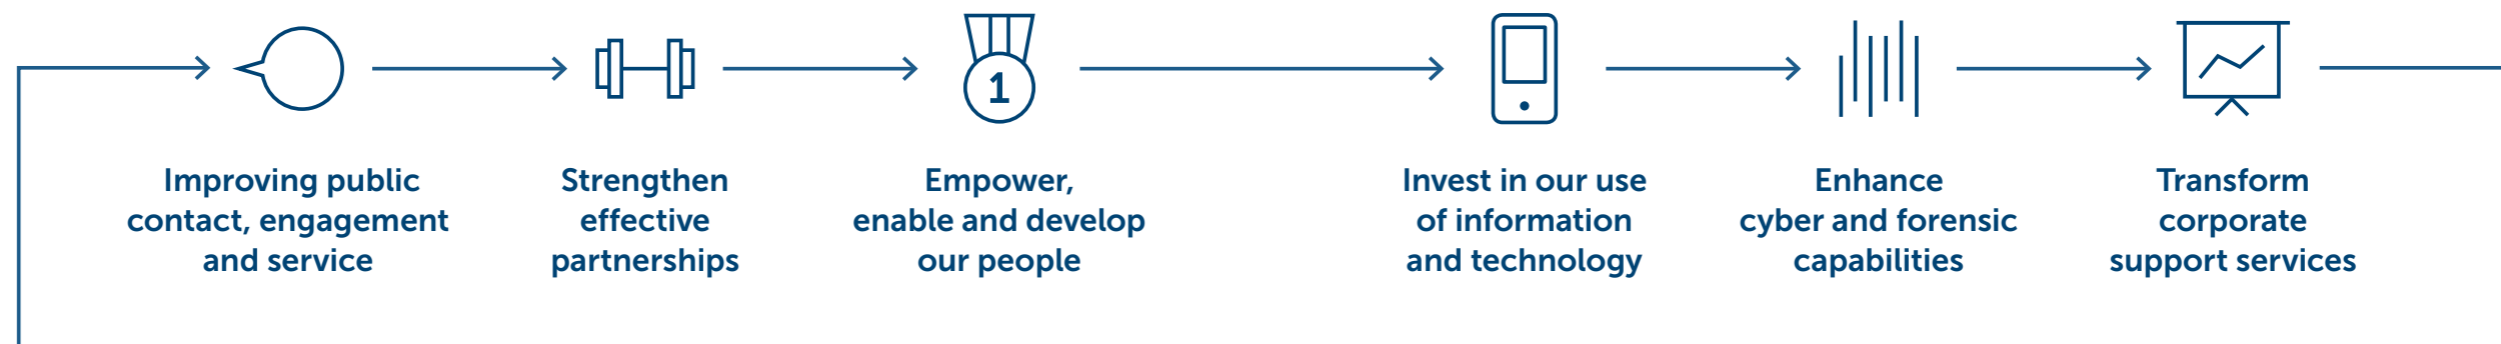 1
Improving public
contact, engagement
and service
Strengthen
effective
partnerships
Empower,
enable and develop
our people
Invest in our use
of information
and technology
Enhance
cyber and forensic
capabilities
Transform
corporate
support services